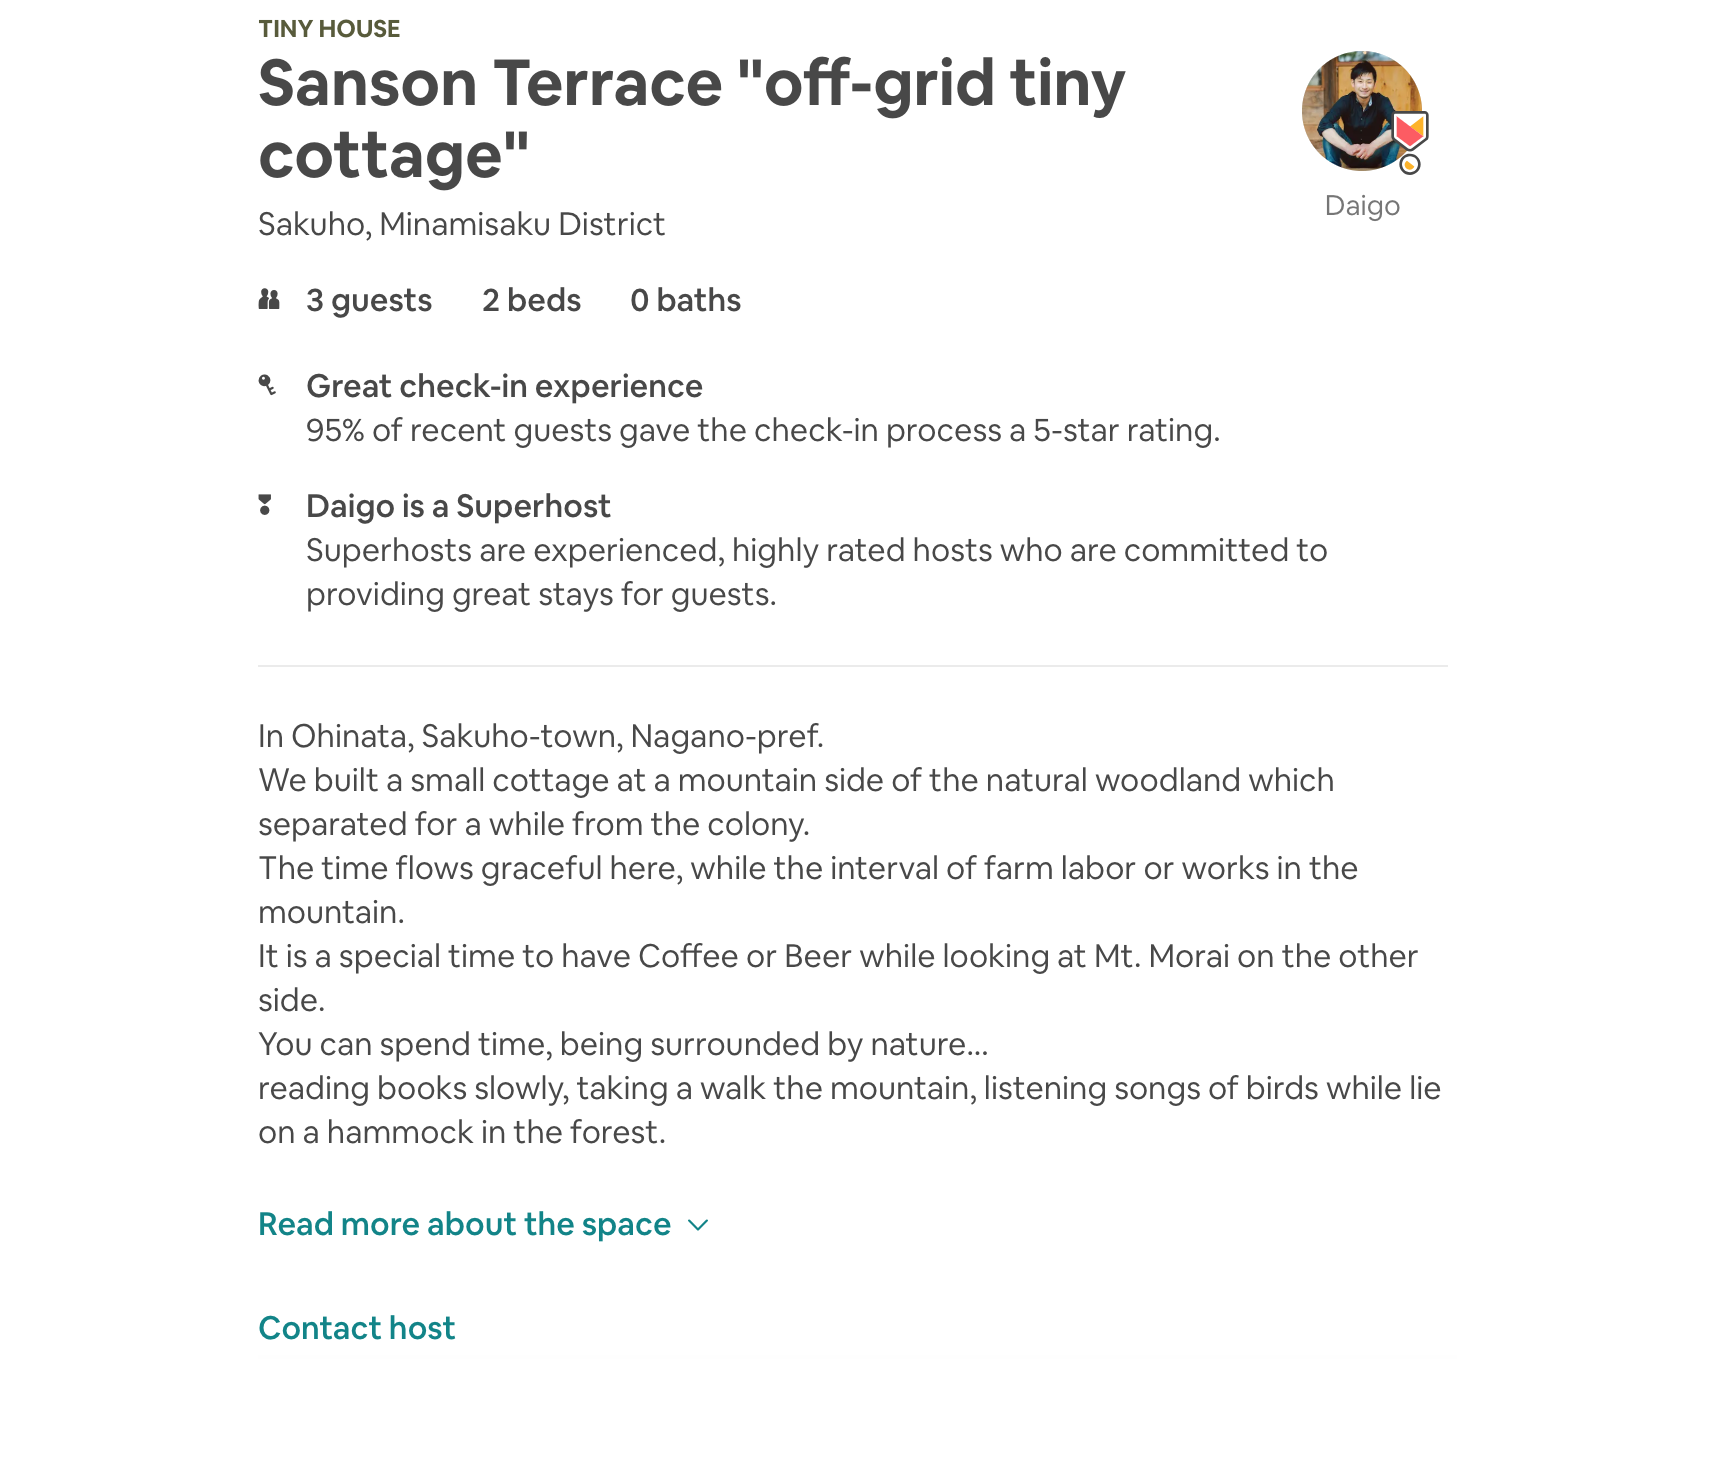 TINY HOUSE
Sanson Terrace "off-grid tiny
cottage"
Daigo
Sakuho, Minamisaku District
3 guests 2 beds 0 baths
Great check-in experience
95% of recent guests gave the check-in process a 5-star rating.
Daigo is a Superhost
Superhosts are experienced, highly rated hosts who are committed to
providing great stays for guests.
In Ohinata, Sakuho-town, Nagano-pref.
We built a small cottage at a mountain side of the natural woodland which
separated for a while from the colony.
The time flows graceful here, while the interval of farm labor or works in the
mountain.
It is a special time to have Coffee or Beer while looking at Mt. Morai on the other
side.
You can spend time, being surrounded by nature...
reading books slowly, taking a walk the mountain, listening songs of birds while lie
on a hammock in the forest.
Read more about the space
Contact host